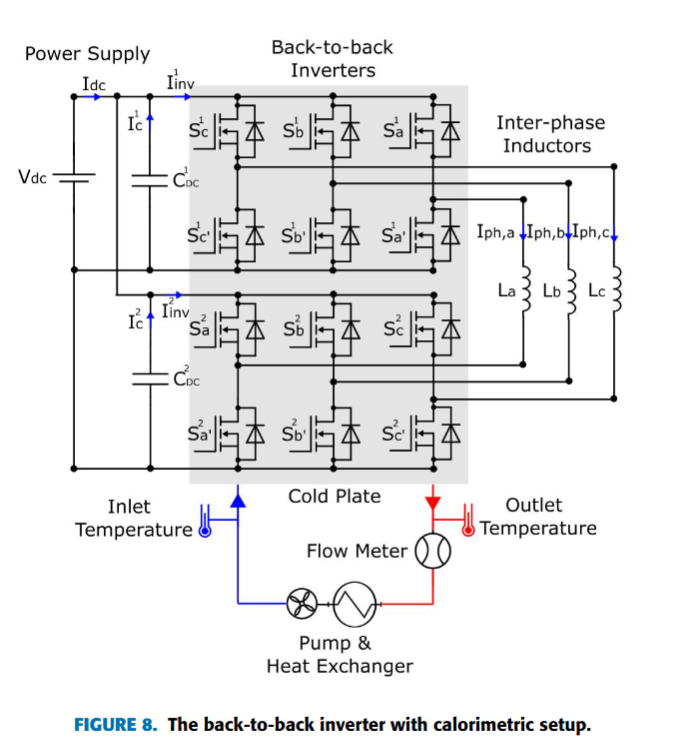 Power Supply
Back-to-back
Inverters
Idc
I¹inv
I¹c
S¹c
S¹b
S¹a
Inter-phase
Inductors
Vdc
C¹DC
S¹c'
S¹b'
S¹a'
Iph,a
Iph,b
Iph,c
La
Lb
Lc
I²c
I²inv
S²a
S²b
S²c
C²DC
S²a'
S²b'
S²c'
Cold Plate
Inlet
Temperature
Outlet
Temperature
Flow Meter
Pump &
Heat Exchanger
FIGURE 8. The back-to-back inverter with calorimetric setup.